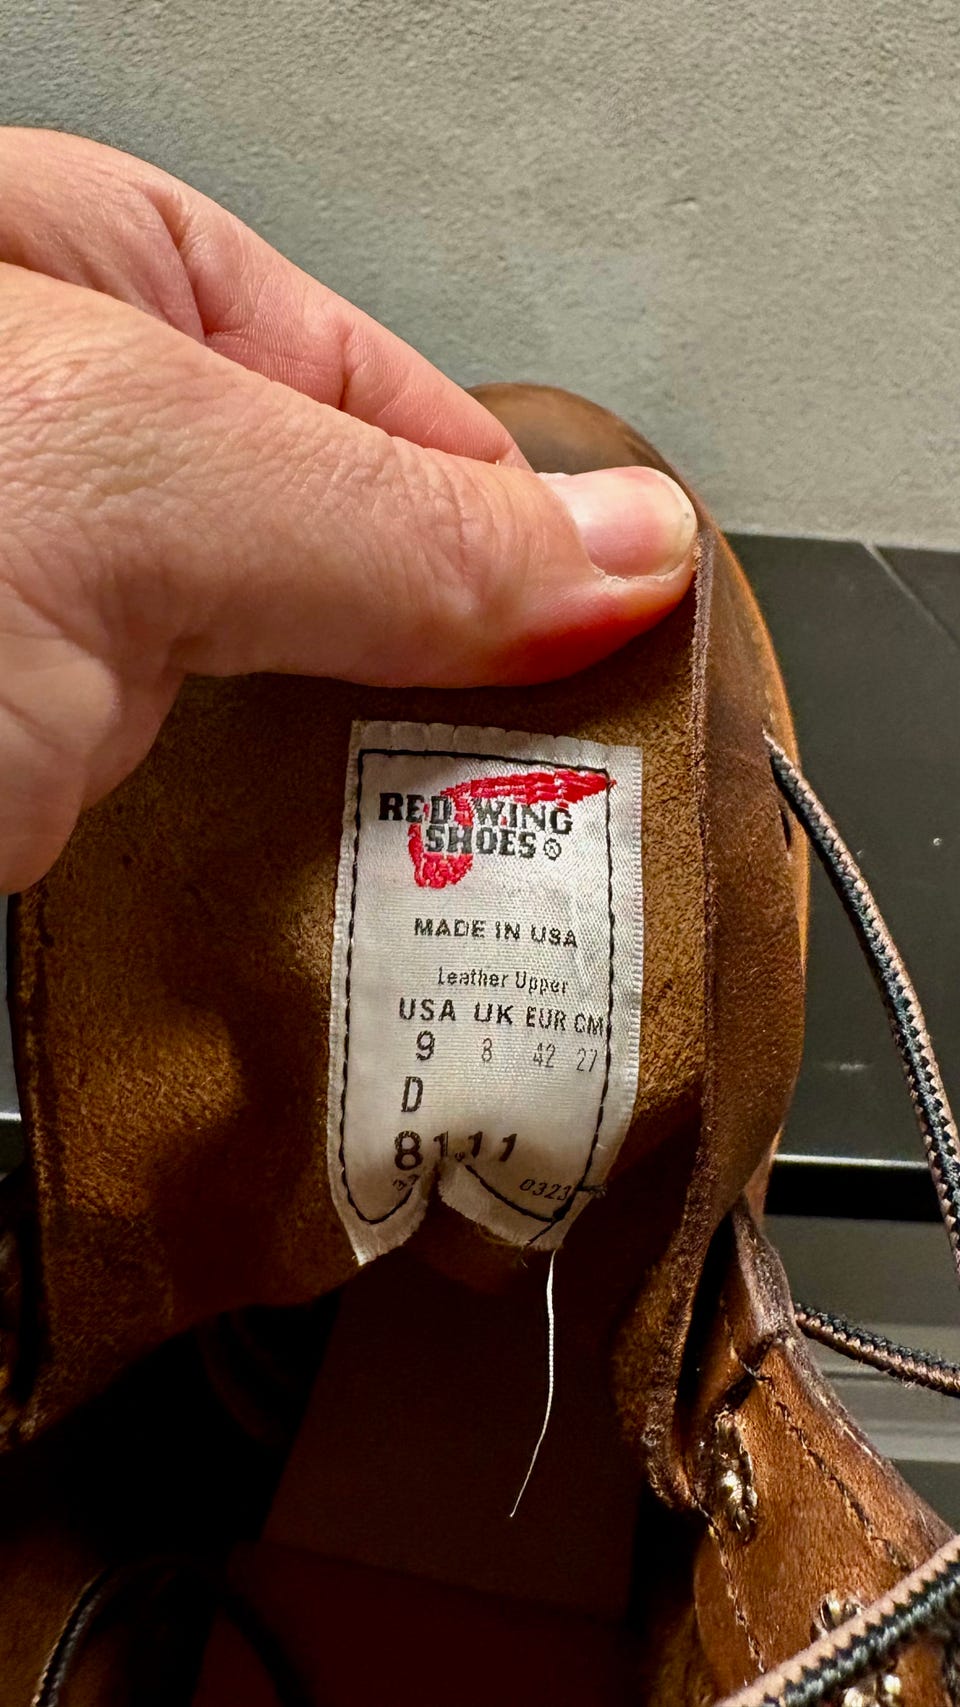 RED WING
SHOES®
MADE IN USA
Leather Upper
USA UK EUR CM
9 8 42 27
D
8111
0323